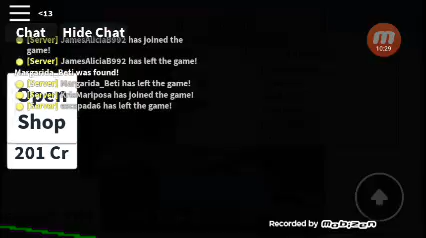 <13
Chat Hide Chat
[Server] JamesAliciaB992 has joined the
game!
[Server] JamesAliciaB992 has left the game!
Margarida_Beti was found!
[Server] Margarida_Beti has left the game!
[Server] Mariposa has joined the game!
[Server] has left the game!
Open
Shop
201 Cr
10:29
Recorded by mobizen